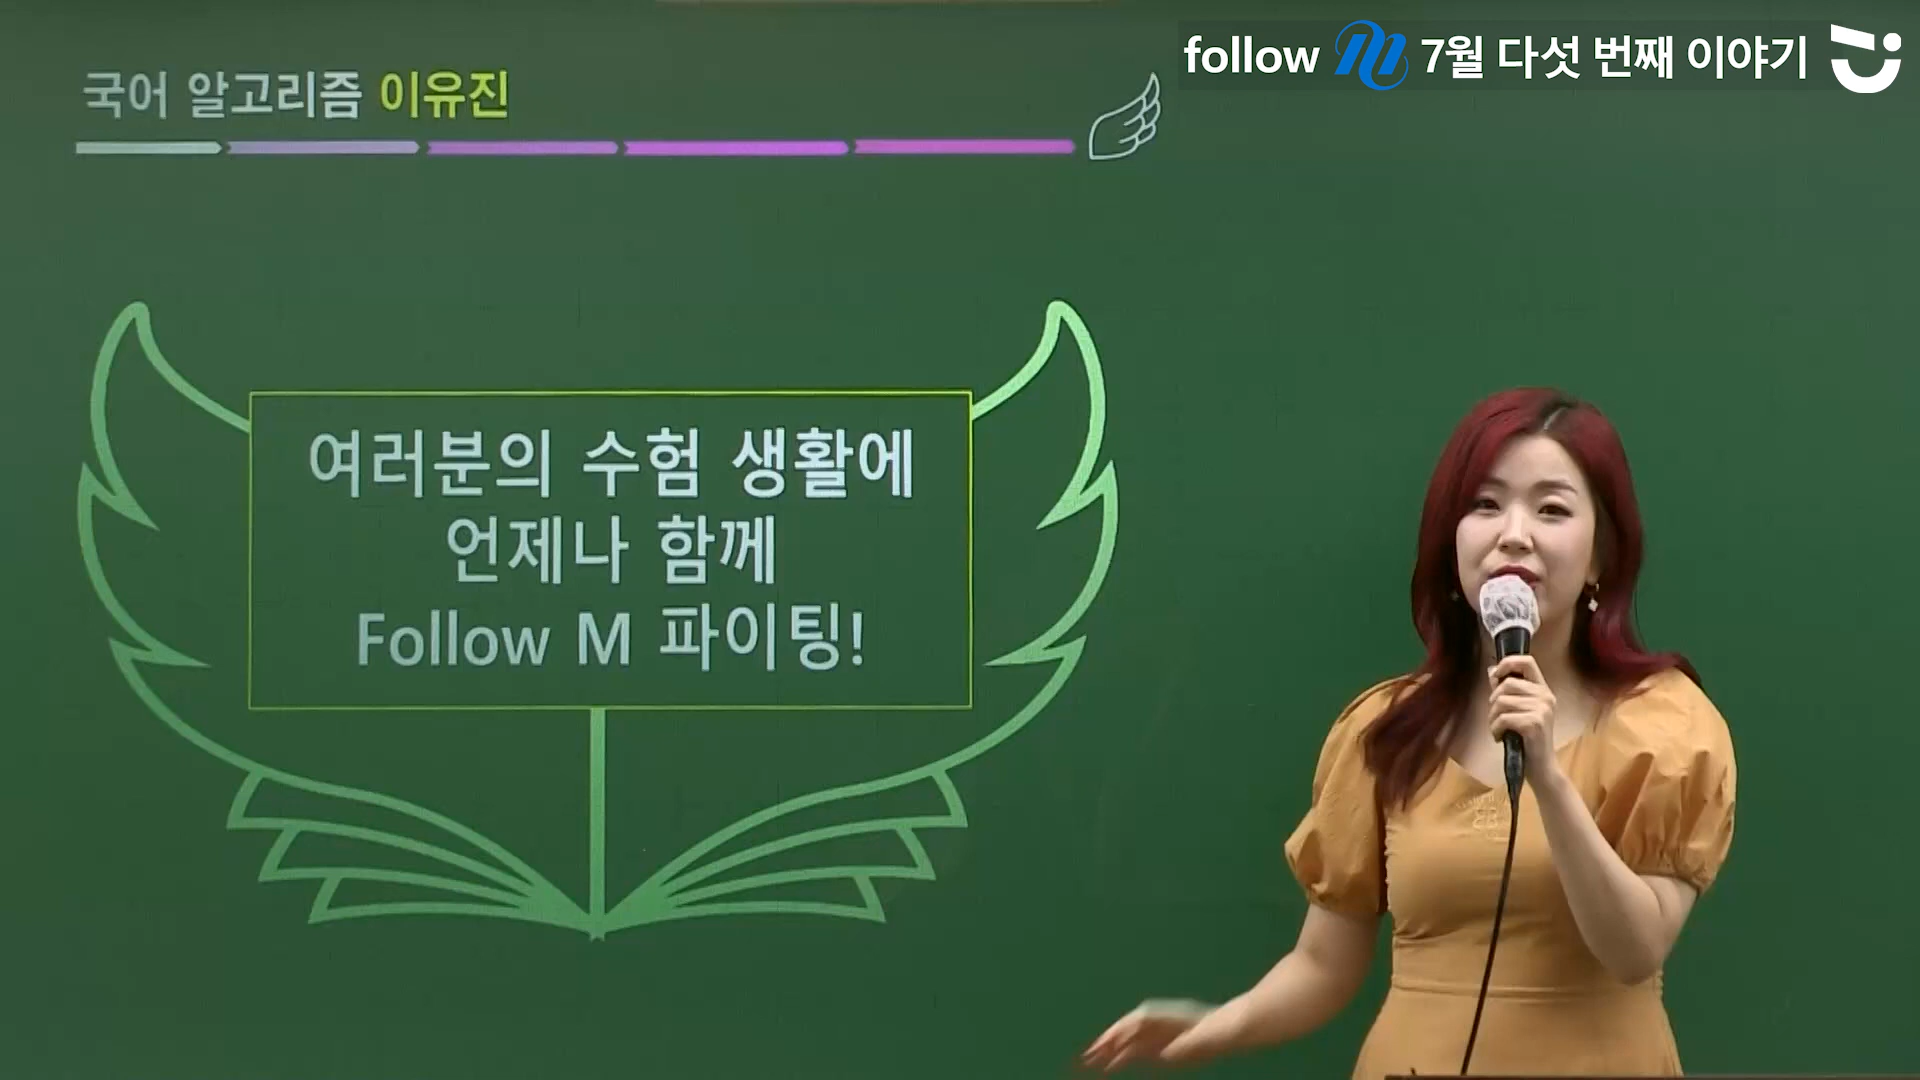 follow M 7월 다섯 번째 이야기
국어 알고리즘 이유진
여러분의 수험 생활에
언제나 함께
Follow M 파이팅!